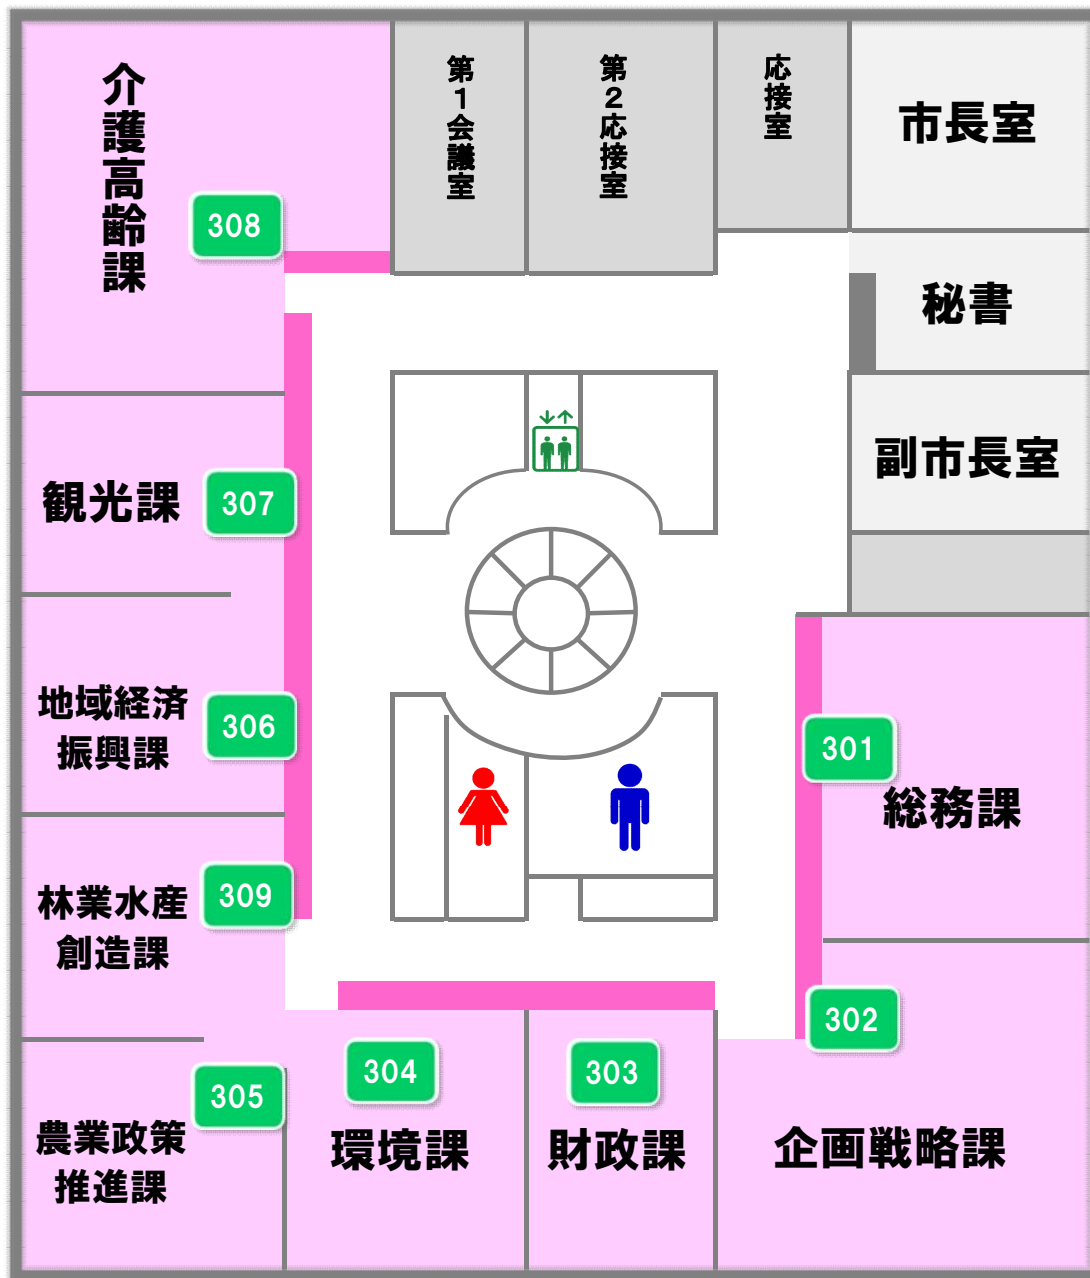 介護高齢課
308
第1会議室
第2応接室
応接室
市長室
秘書
副市長室
観光課
307
地域経済
振興課
306
301
総務課
林業水産
創造課
309
302
企画戦略課
農業政策
推進課
305
304
環境課
303
財政課